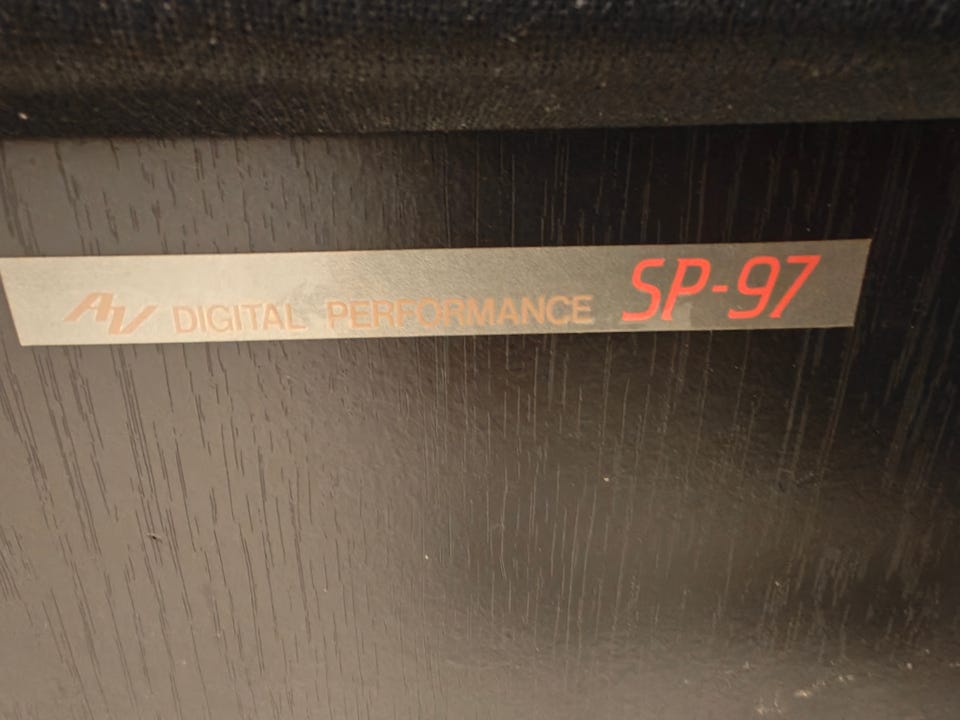 AV DIGITAL PERFORMANCE SP-97